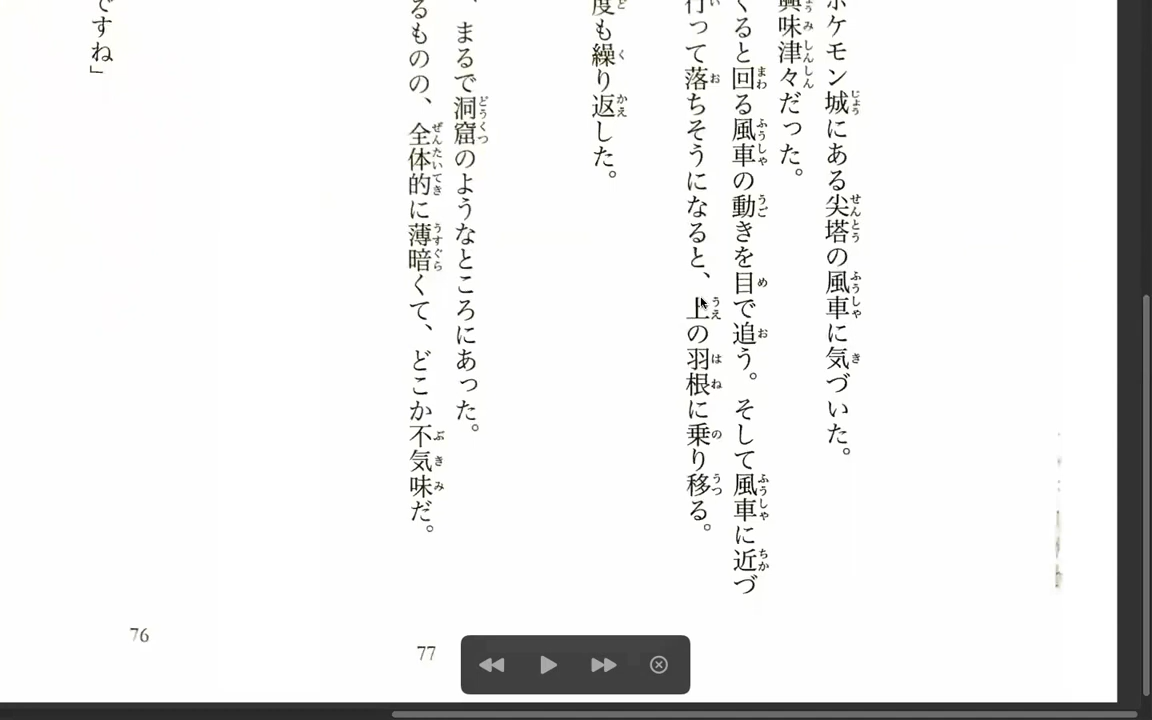 ポケモン城にある尖塔の風車に気づいた。
興味津々だった。
くると回る風車の動きを目で追う。そして風車に近づ
行って落ちそうになると、上の羽根に乗り移る。
度も繰り返した。
、まるで洞窟のようなところにあった。
るものの、全体的に薄暗くて、どこか不気味だ。
77
ですね」
76